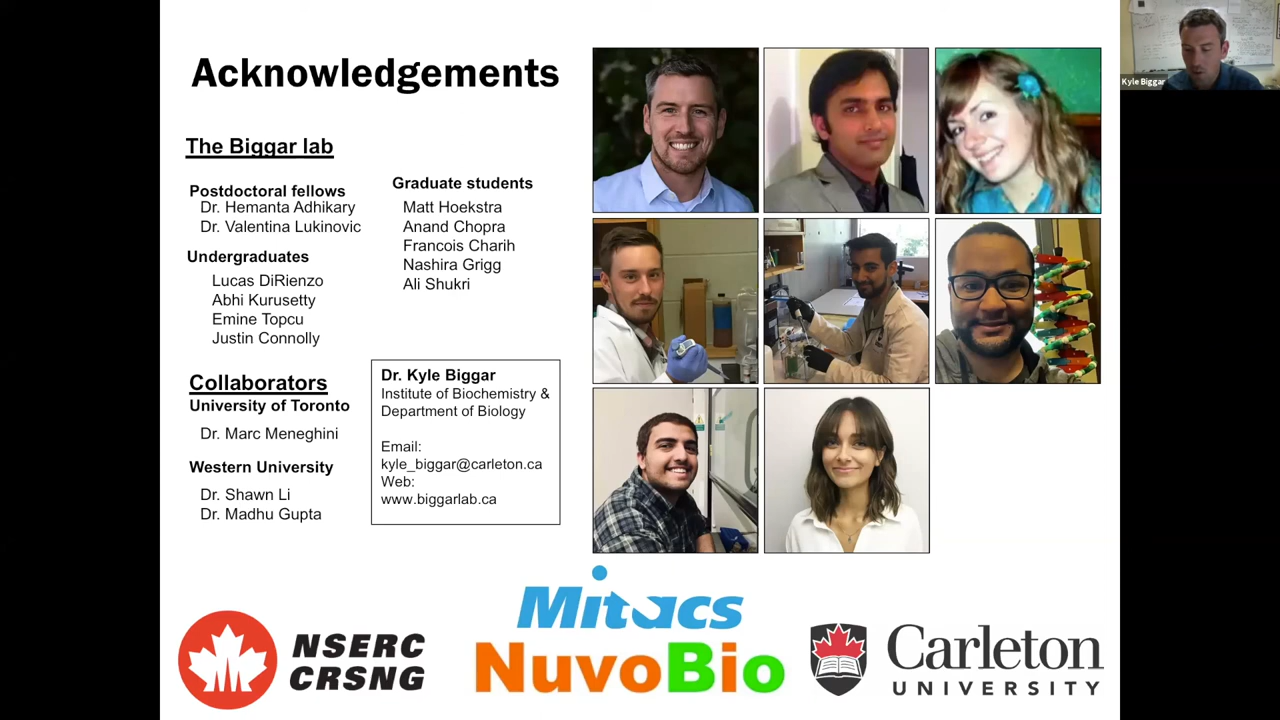 Acknowledgements
The Biggar lab
Postdoctoral fellows
Dr. Hemanta Adhikary
Dr. Valentina Lukinovic
Undergraduates
Lucas DiRienzo
Abhi Kurusetty
Emine Topcu
Justin Connolly
Graduate students
Matt Hoekstra
Anand Chopra
Francois Charih
Nashira Grigg
Ali Shukri
Collaborators
University of Toronto
Dr. Marc Meneghini
Western University
Dr. Shawn Li
Dr. Madhu Gupta
Dr. Kyle Biggar
Institute of Biochemistry &
Department of Biology
Email:
kyle_biggar@carleton.ca
Web:
www.biggarlab.ca
Kyle Biggar
NSERC
CRSNG
Mitacs
NuvoBio
Carleton
UNIVERSITY